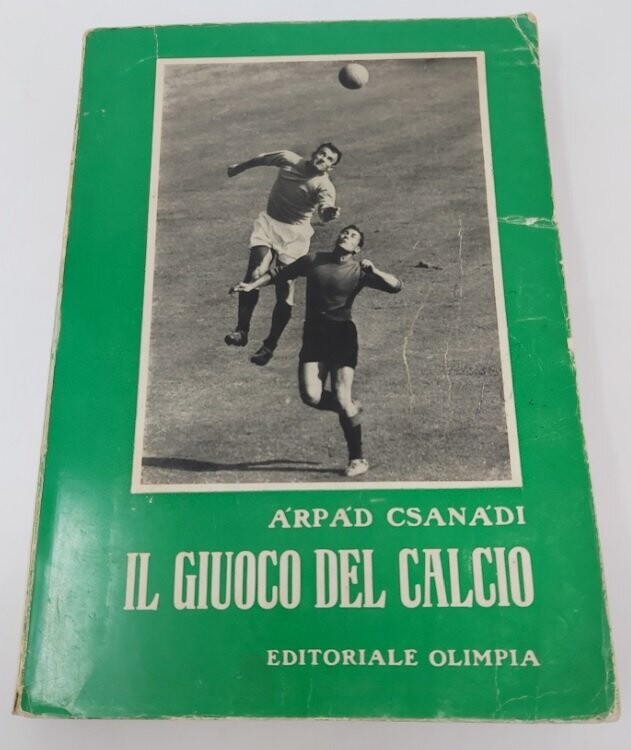 ÁRPÁD CSANÁDI
IL GIUOCO DEL CALCIO
EDITORIALE OLIMPIA